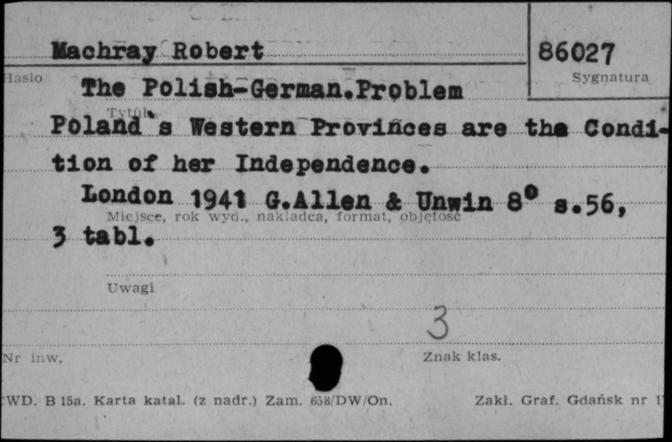 Machray Robert
86027
Hasło
Sygnatura
The Polish-German.Problem
Tytuł
Poland's Western Provinces are the Condi-
tion of her Independence.
London 1941 G.Allen & Unwin 8° s.56,
Miejsce, rok wyd., nakładca, format, objętość
3 tabl.
Uwagi
3
Nr inw.
Znak klas.
WD. B 15a. Karta katal. (z nadr.) Zam. 658/DW/On.
Zakł. Graf. Gdańsk nr